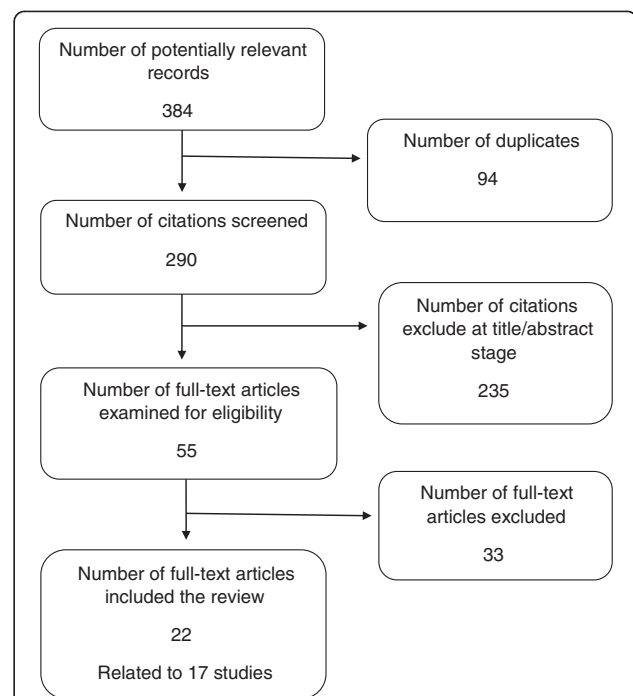 Number of potentially relevant
records
384
Number of duplicates
94
Number of citations screened
290
Number of citations
exclude at title/abstract
stage
235
Number of full-text articles
examined for eligibility
55
Number of full-text
articles excluded
33
Number of full-text articles
included the review
22
Related to 17 studies